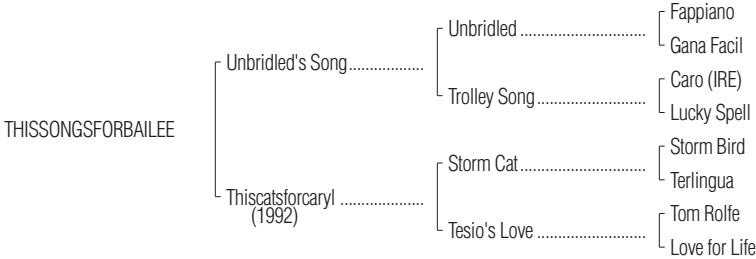 Fappiano
Unbridled ..............................
Gana Facil
Unbridled's Song..................
Caro (IRE)
Trolley Song..........................
Lucky Spell
THISSONGSFORBAILEE
Storm Bird
Storm Cat..............................
Terlingua
Thiscatsforcaryl ....................
(1992)
Tom Rolfe
Tesio's Love ..........................
Love for Life